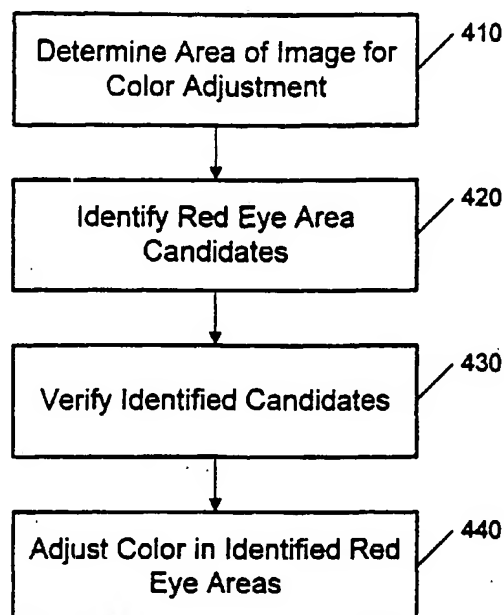 Determine Area of Image for
Color Adjustment
410
Identify Red Eye Area
Candidates
420
Verify Identified Candidates
430
Adjust Color in Identified Red
Eye Areas
440